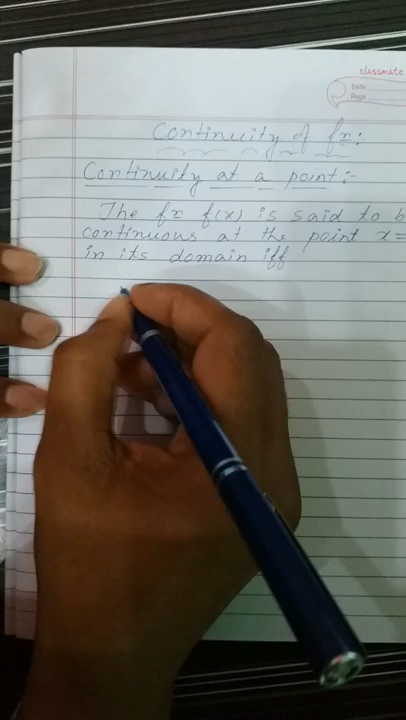 classmate
Date
Page
Continuity of fx:
Continuity at a point:-
The fx f(x) is said to b
continuous at the point x=
in its domain iff